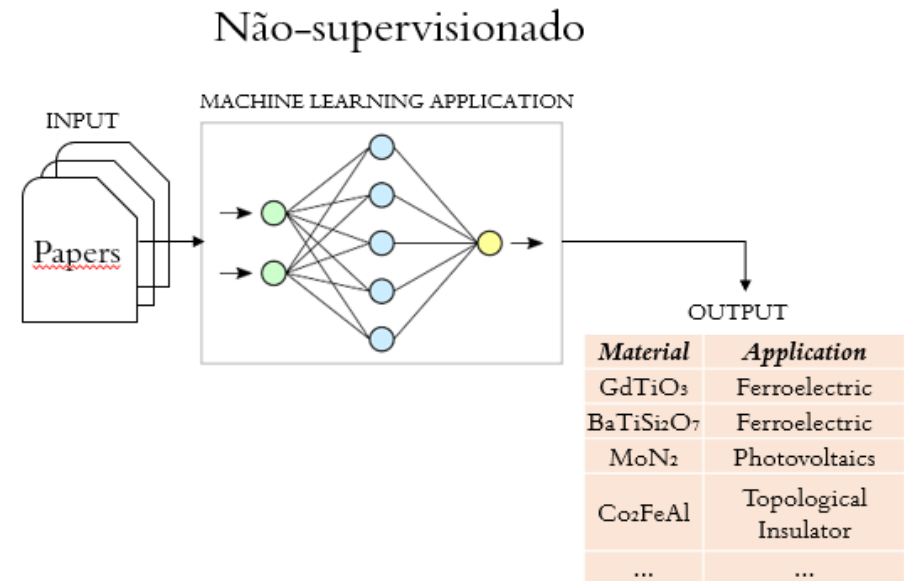 Não-supervisionado
MACHINE LEARNING APPLICATION
INPUT
Papers
OUTPUT
Material Application
GdTiO₃ Ferroelectric
BaTiSi₂O₇ Ferroelectric
MoN₂ Photovoltaics
Co₂FeAl Topological
Insulator
... ...